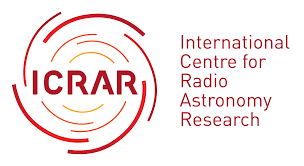 ICRAR
International
Centre for
Radio
Astronomy
Research